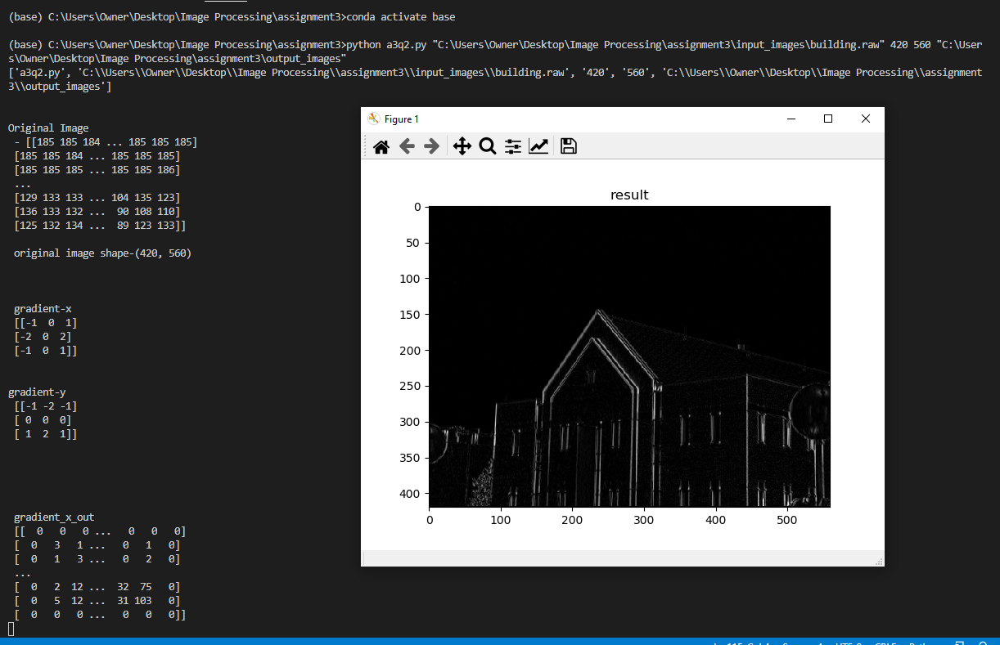 (base) C:\Users\Owner\Desktop\Image Processing\assignment3>conda activate base
(base) C:\Users\Owner\Desktop\Image Processing\assignment3>python a3q2.py "C:\Users\Owner\Desktop\Image Processing\assignment3\input_images\building.raw" 420 560 "C:\User
s\Owner\Desktop\Image Processing\assignment3\output_images"
['a3q2.py', 'C:\\Users\\Owner\\Desktop\\Image Processing\\assignment3\\input_images\\building.raw', '420', '560', 'C:\\Users\\Owner\\Desktop\\Image Processing\\assignment
3\\output_images']
Original Image
- [[185 185 184 ... 185 185 185]
[185 185 184 ... 185 185 185]
[185 185 185 ... 185 185 186]
...
[129 133 133 ... 104 135 123]
[136 133 132 ... 90 108 110]
[125 132 134 ... 89 123 133]]
original image shape-(420, 560)
gradient-x
[[-1 0 1]
[-2 0 2]
[-1 0 1]]
gradient-y
[[-1 -2 -1]
[ 0 0 0]
[ 1 2 1]]
gradient_x_out
[[ 0 0 0 ... 0 0 0]
[ 0 3 1 ... 0 1 0]
[ 0 1 3 ... 0 2 0]
...
[ 0 2 12 ... 32 75 0]
[ 0 5 12 ... 31 103 0]
[ 0 0 0 ... 0 0 0]]
Figure 1
result
0
50
100
150
200
250
300
350
400
0 100 200 300 400 500